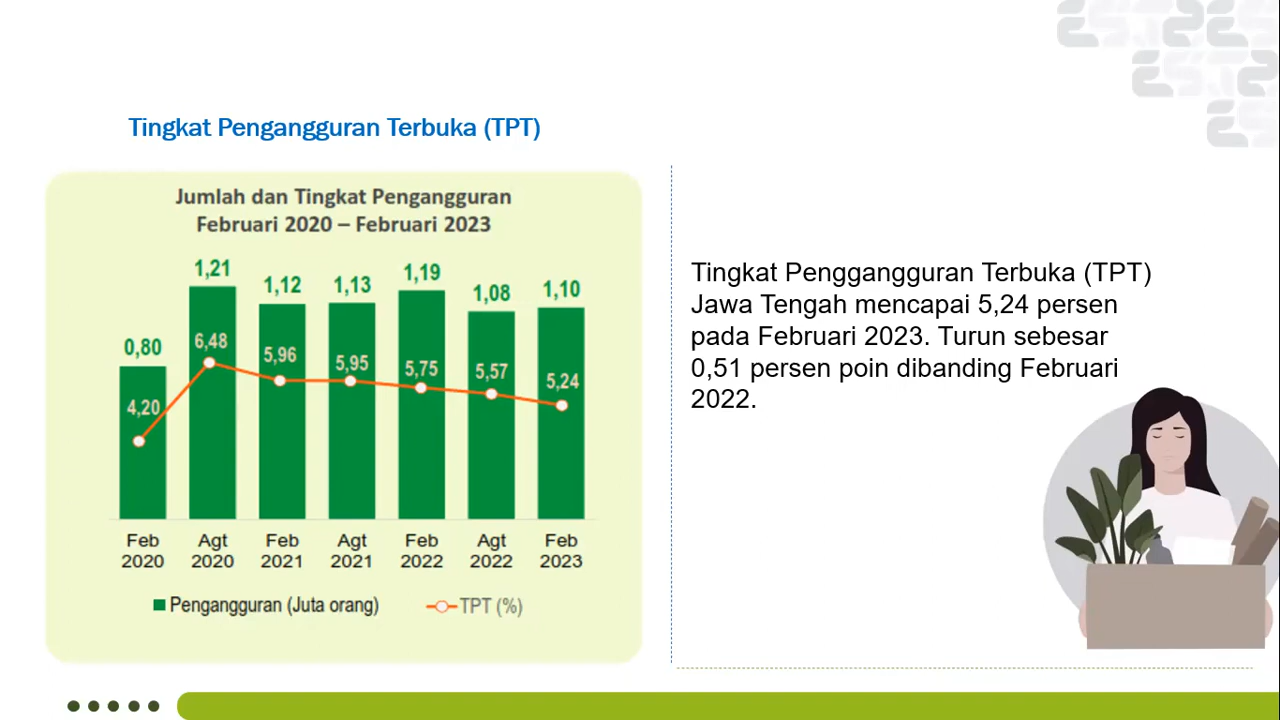 Tingkat Pengangguran Terbuka (TPT)
Jumlah dan Tingkat Pengangguran
Februari 2020 – Februari 2023
1,21
1,12
1,13
1,19
1,08
1,10
0,80
6,48
5,96
5,95
5,75
5,57
5,24
4,20
Feb 2020
Agt 2020
Feb 2021
Agt 2021
Feb 2022
Agt 2022
Feb 2023
Pengangguran (Juta orang)
TPT (%)
Tingkat Penggangguran Terbuka (TPT)
Jawa Tengah mencapai 5,24 persen
pada Februari 2023. Turun sebesar
0,51 persen poin dibanding Februari
2022.